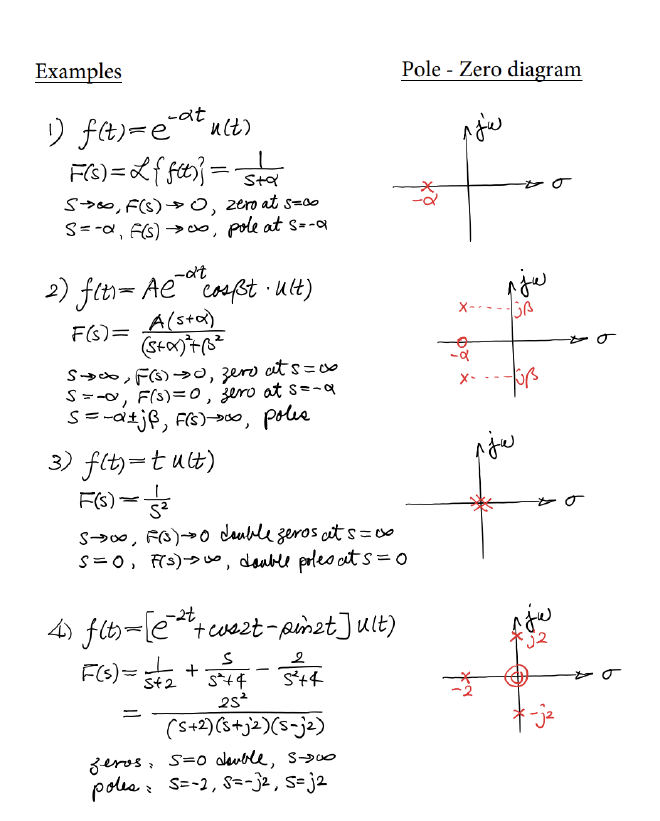 Examples
Pole - Zero diagram
1) f(t) = e^{-αt} u(t)
F(s) = ℒ{f(t)} = 1/(s+α)
s→∞, F(s)→0, zero at s=∞
s=-α, F(s)→∞, pole at s=-α
jω
σ
-α
2) f(t) = Ae^{-αt} cosβt · u(t)
F(s) = A(s+α)/((s+α)²+β²)
s→∞, F(s)→0, zero at s=∞
s=-α, F(s)=0, zero at s=-α
s=-α±jβ, F(s)→∞, poles
jω
jβ
σ
-α
-jβ
3) f(t) = t u(t)
F(s) = 1/s²
s→∞, F(s)→0 double zeros at s=∞
s=0, F(s)→∞, double poles at s=0
jω
σ
4) f(t) = [e^{-2t} + cos2t - sin2t] u(t)
F(s) = 1/(s+2) + s/(s²+4) - 2/(s²+4)
= 2s²/((s+2)(s+j2)(s-j2))
zeros: s=0 double, s→∞
poles: s=-2, s=-j2, s=j2
jω
j2
σ
-2
-j2